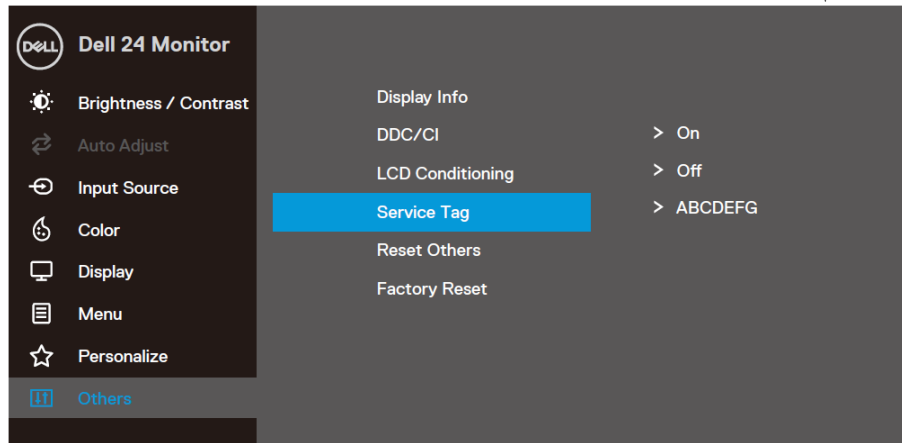 DELL Dell 24 Monitor
Brightness / Contrast
Auto Adjust
Input Source
Color
Display
Menu
Personalize
Others
Display Info
DDC/CI > On
LCD Conditioning > Off
Service Tag > ABCDEFG
Reset Others
Factory Reset